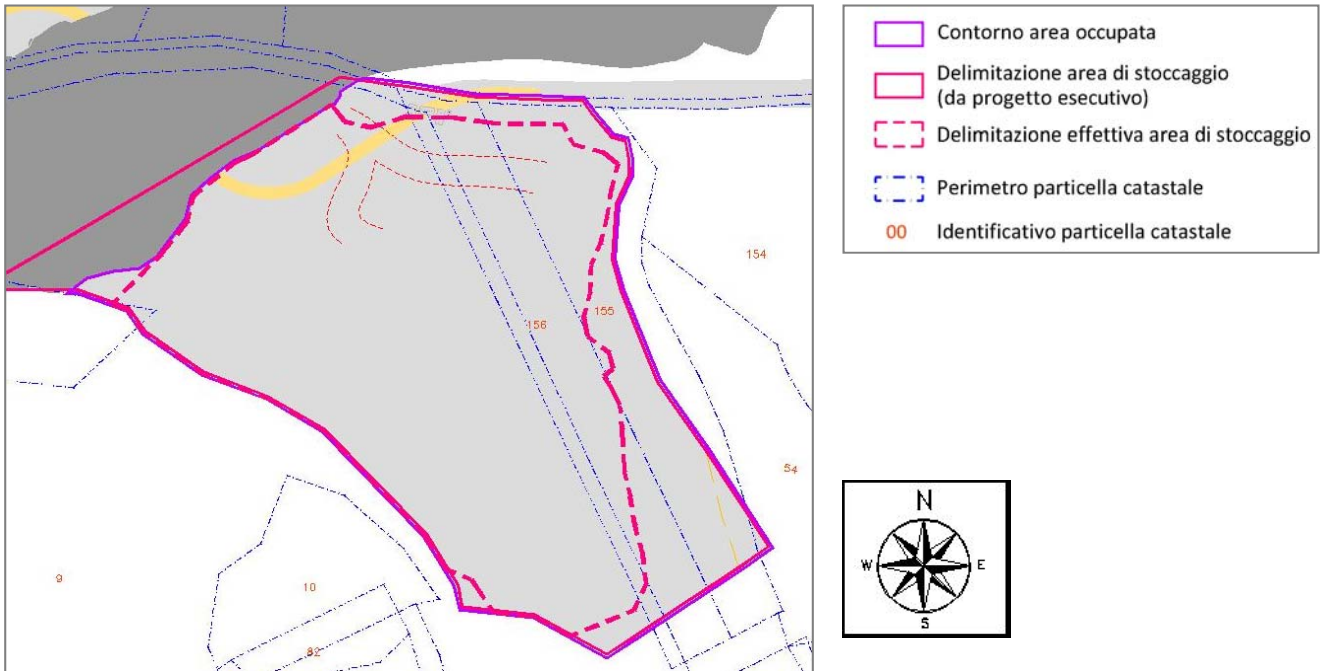 Contorno area occupata
Delimitazione area di stoccaggio
(da progetto esecutivo)
Delimitazione effettiva area di stoccaggio
Perimetro particella catastale
00 Identificativo particella catastale
154
155
156
54
9
10
82
N
W E
S